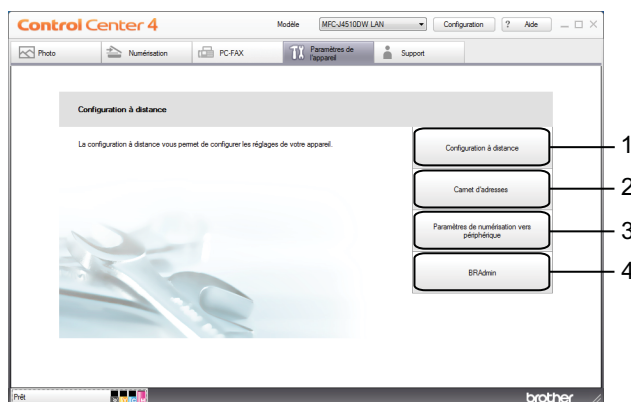 Control Center 4
Modèle MFC-J4510DW LAN Configuration ? Aide
Photo Numérisation PC-FAX Paramètres de l'appareil Support
Configuration à distance
La configuration à distance vous permet de configurer les réglages de votre appareil.
Configuration à distance 1
Carnet d'adresses 2
Paramètres de numérisation vers
périphérique 3
BRAdmin 4
Prêt
brother